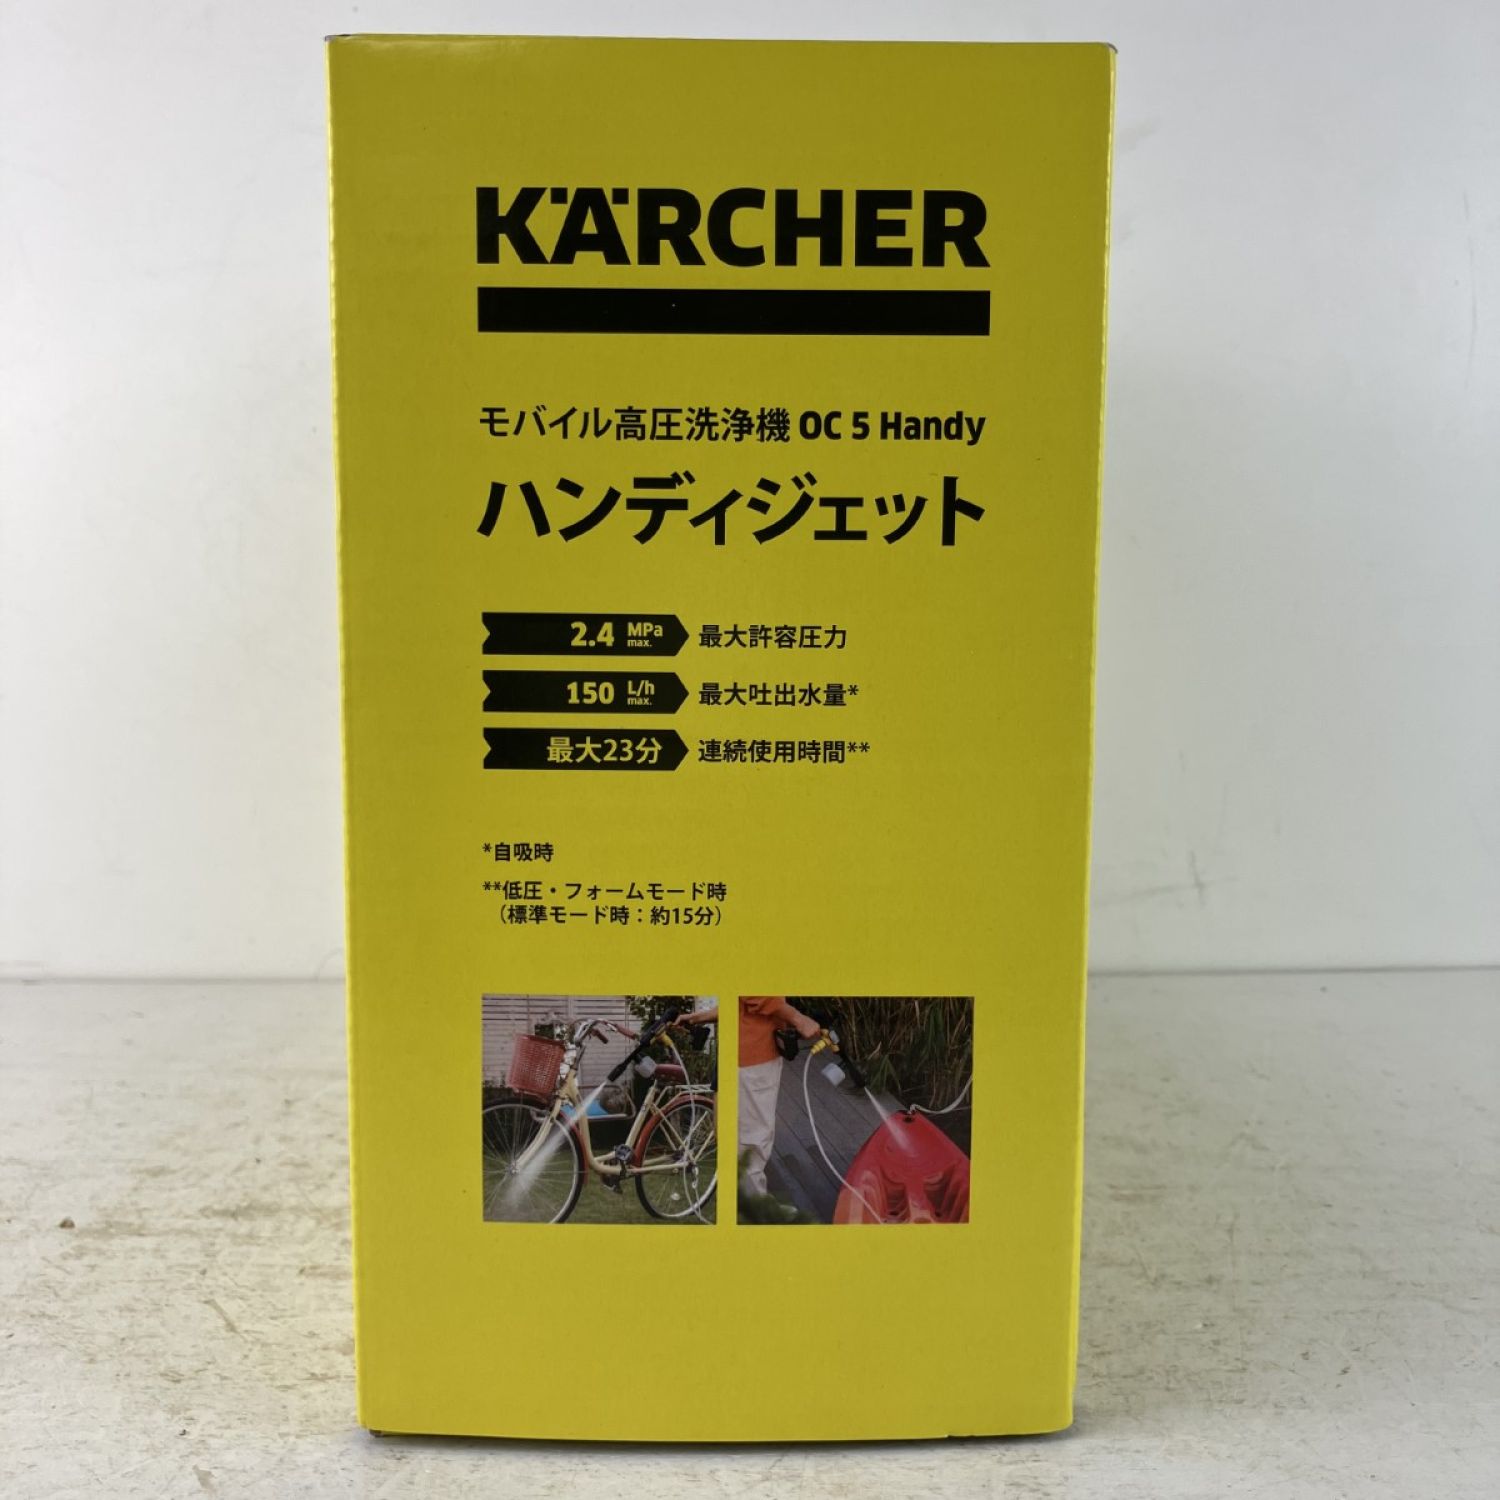 KÄRCHER
モバイル高圧洗浄機 OC 5 Handy
ハンディジェット
2.4 MPa max. 最大許容圧力
150 L/h max. 最大吐出水量*
最大23分 連続使用時間**
*自吸時
**低圧・フォームモード時
（標準モード時：約15分）